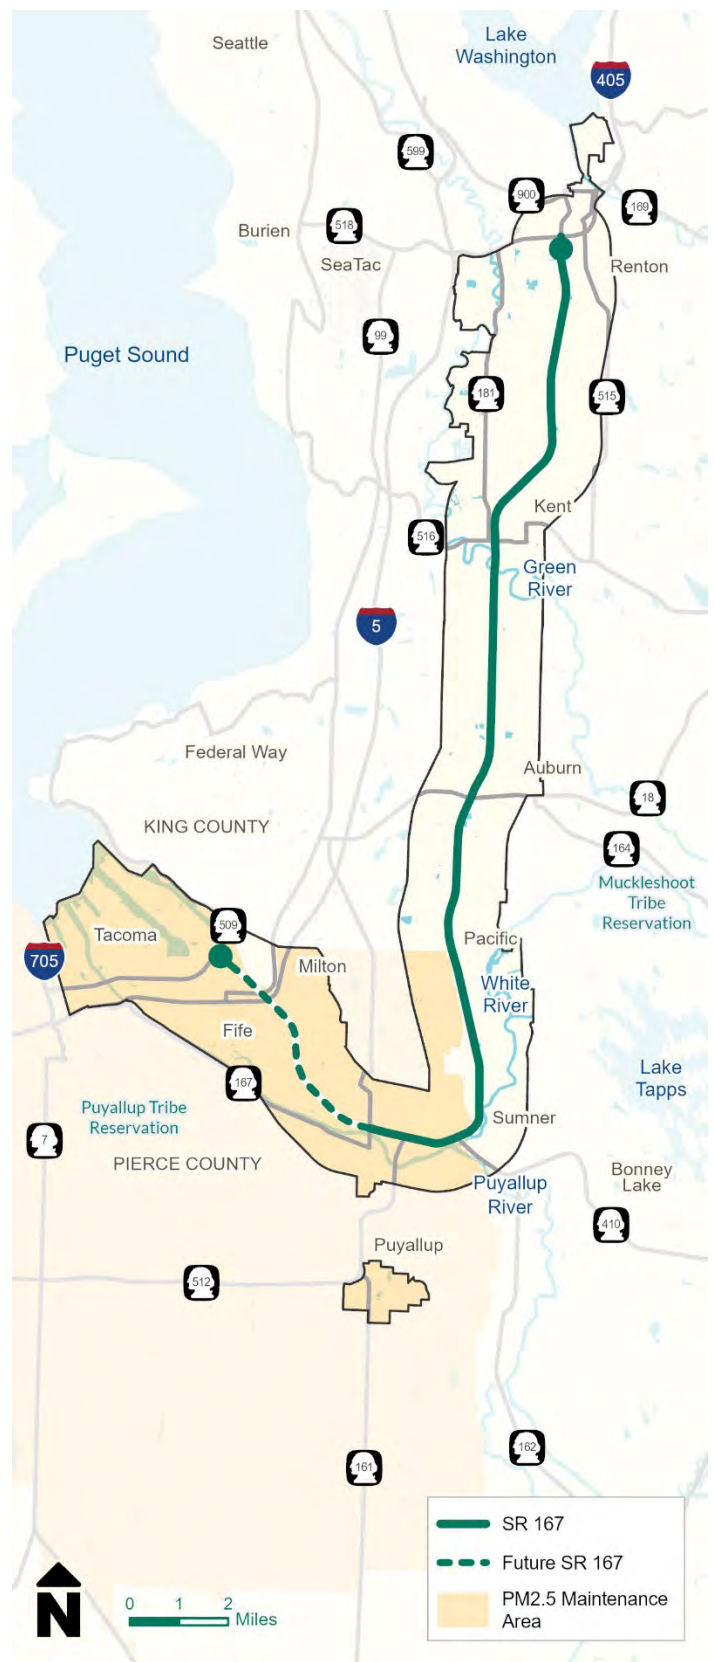 Seattle
Lake
Washington
405
599
900
169
518
Burien
SeaTac
Renton
99
Puget Sound
181
515
Kent
516
Green
River
5
Federal Way
Auburn
18
KING COUNTY
164
Muckleshoot
Tribe
Reservation
509
Tacoma
Pacific
705
Milton
White
River
Fife
167
Lake
Tapps
Puyallup Tribe
Reservation
Sumner
7
PIERCE COUNTY
Bonney
Lake
Puyallup
River
410
Puyallup
512
162
161
SR 167
Future SR 167
PM2.5 Maintenance
Area
N
0 1 2
Miles